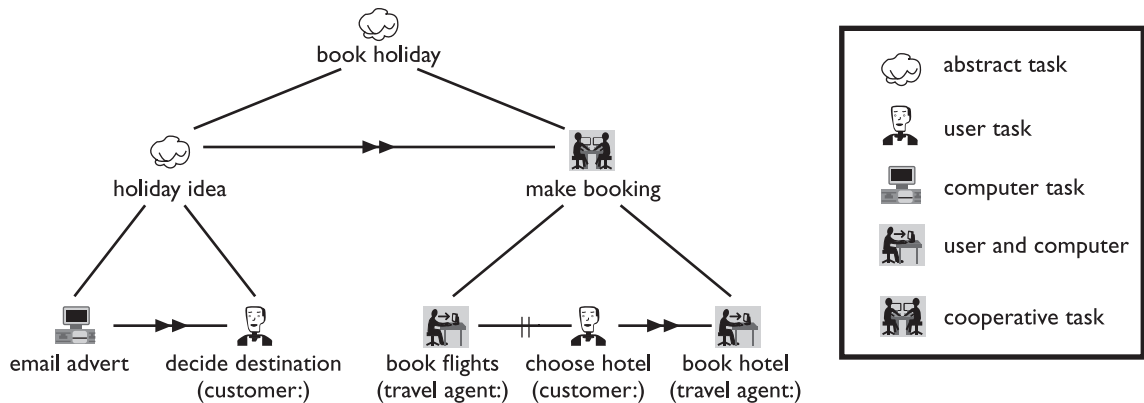 book holiday
abstract task
user task
holiday idea
make booking
computer task
user and computer
cooperative task
email advert
decide destination
(customer:)
book flights
(travel agent:)
choose hotel
(customer:)
book hotel
(travel agent:)